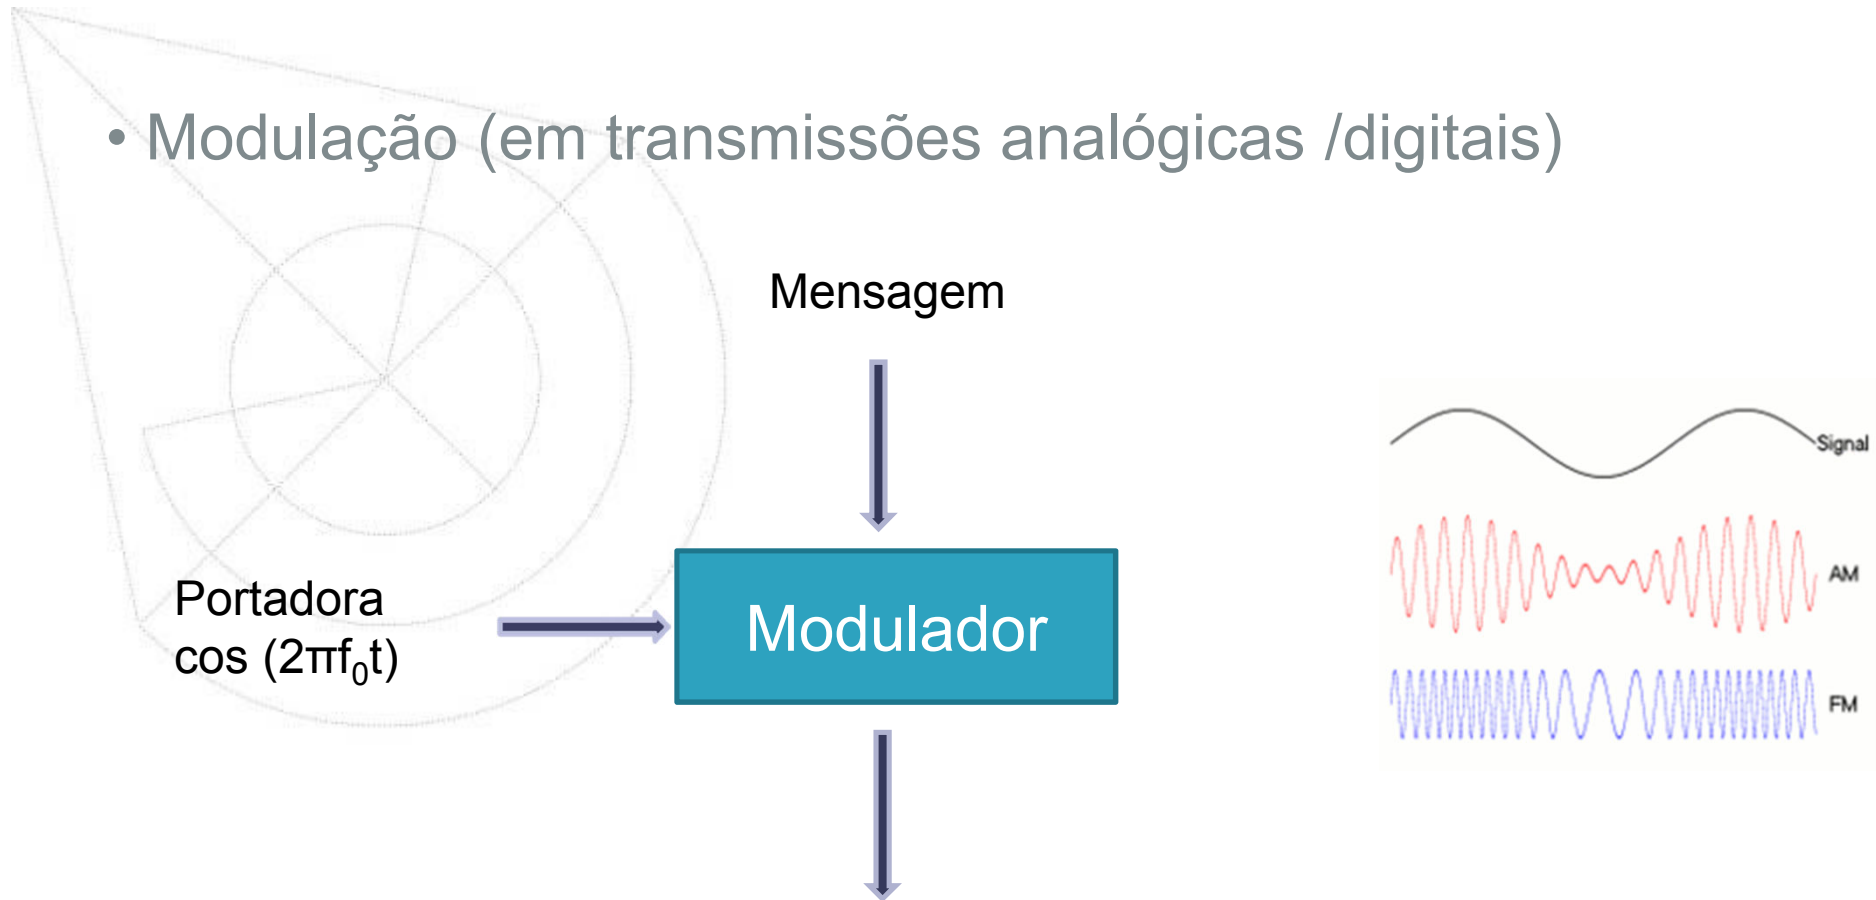 • Modulação (em transmissões analógicas /digitais)
Mensagem
Portadora
cos (2πf₀t)
Modulador
Signal
AM
FM